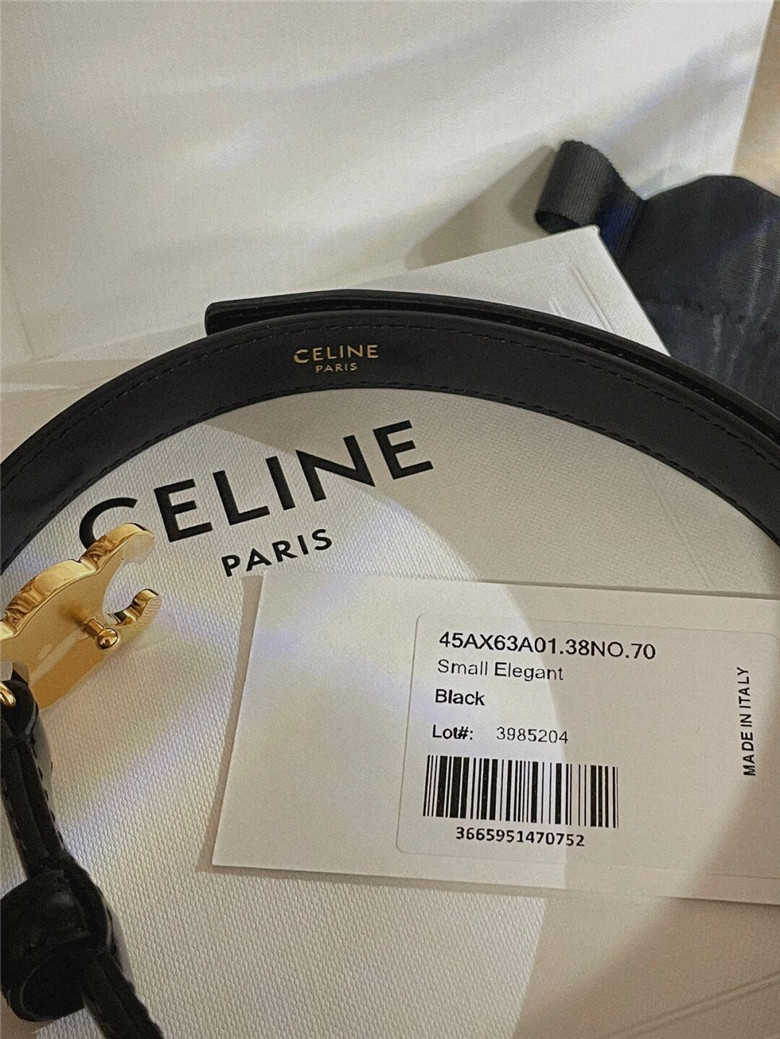 CELINE
PARIS
CELINE
PARIS
45AX63A01.38NO.70
Small Elegant
Black
Lot#: 3985204
3665951470752
MADE IN ITALY